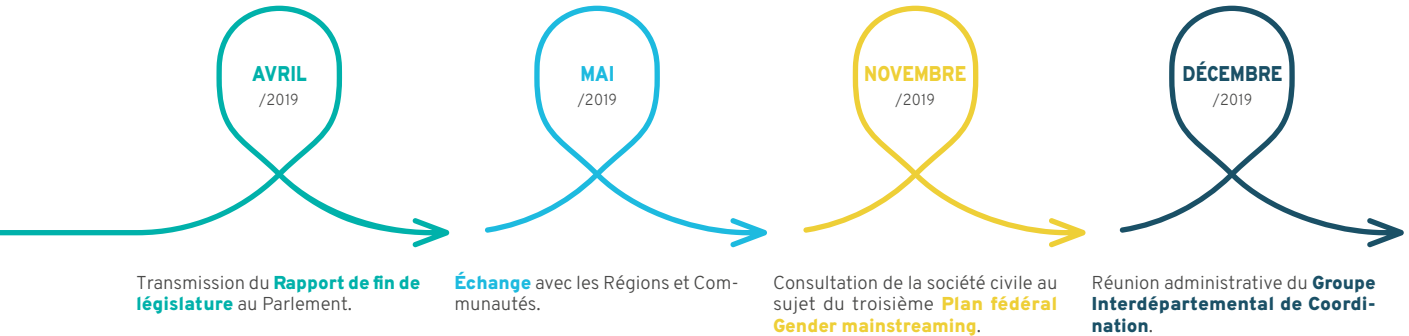 AVRIL
/2019
MAI
/2019
NOVEMBRE
/2019
DÉCEMBRE
/2019
Transmission du Rapport de fin de
législature au Parlement.
Échange avec les Régions et Com-
munautés.
Consultation de la société civile au
sujet du troisième Plan fédéral
Gender mainstreaming.
Réunion administrative du Groupe
Interdépartemental de Coordi-
nation.